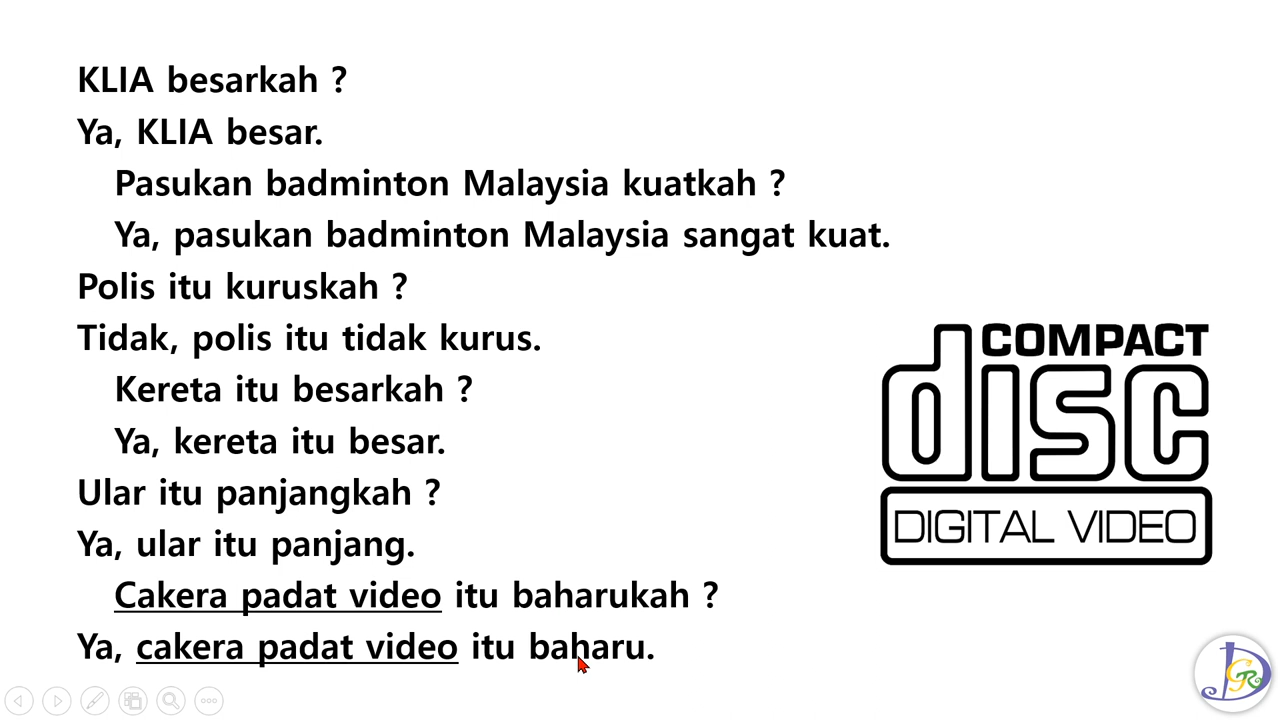 KLIA besarkah ?
Ya, KLIA besar.
Pasukan badminton Malaysia kuatkah ?
Ya, pasukan badminton Malaysia sangat kuat.
Polis itu kuruskah ?
Tidak, polis itu tidak kurus.
Kereta itu besarkah ?
Ya, kereta itu besar.
Ular itu panjangkah ?
Ya, ular itu panjang.
Cakera padat video itu baharukah ?
Ya, cakera padat video itu baharu.
COMPACT
disc
DIGITAL VIDEO